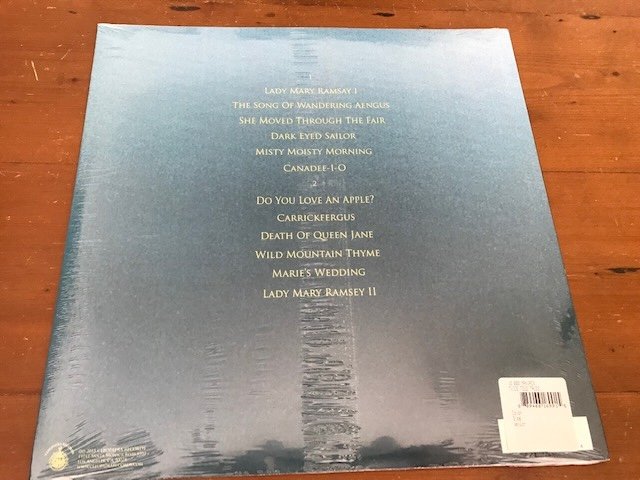 1
LADY MARY RAMSAY I
THE SONG OF WANDERING AENGUS
SHE MOVED THROUGH THE FAIR
DARK EYED SAILOR
MISTY MOISTY MORNING
CANADEE-I-O
2
DO YOU LOVE AN APPLE?
CARRICKFERGUS
DEATH OF QUEEN JANE
WILD MOUNTAIN THYME
MARIE'S WEDDING
LADY MARY RAMSEY II